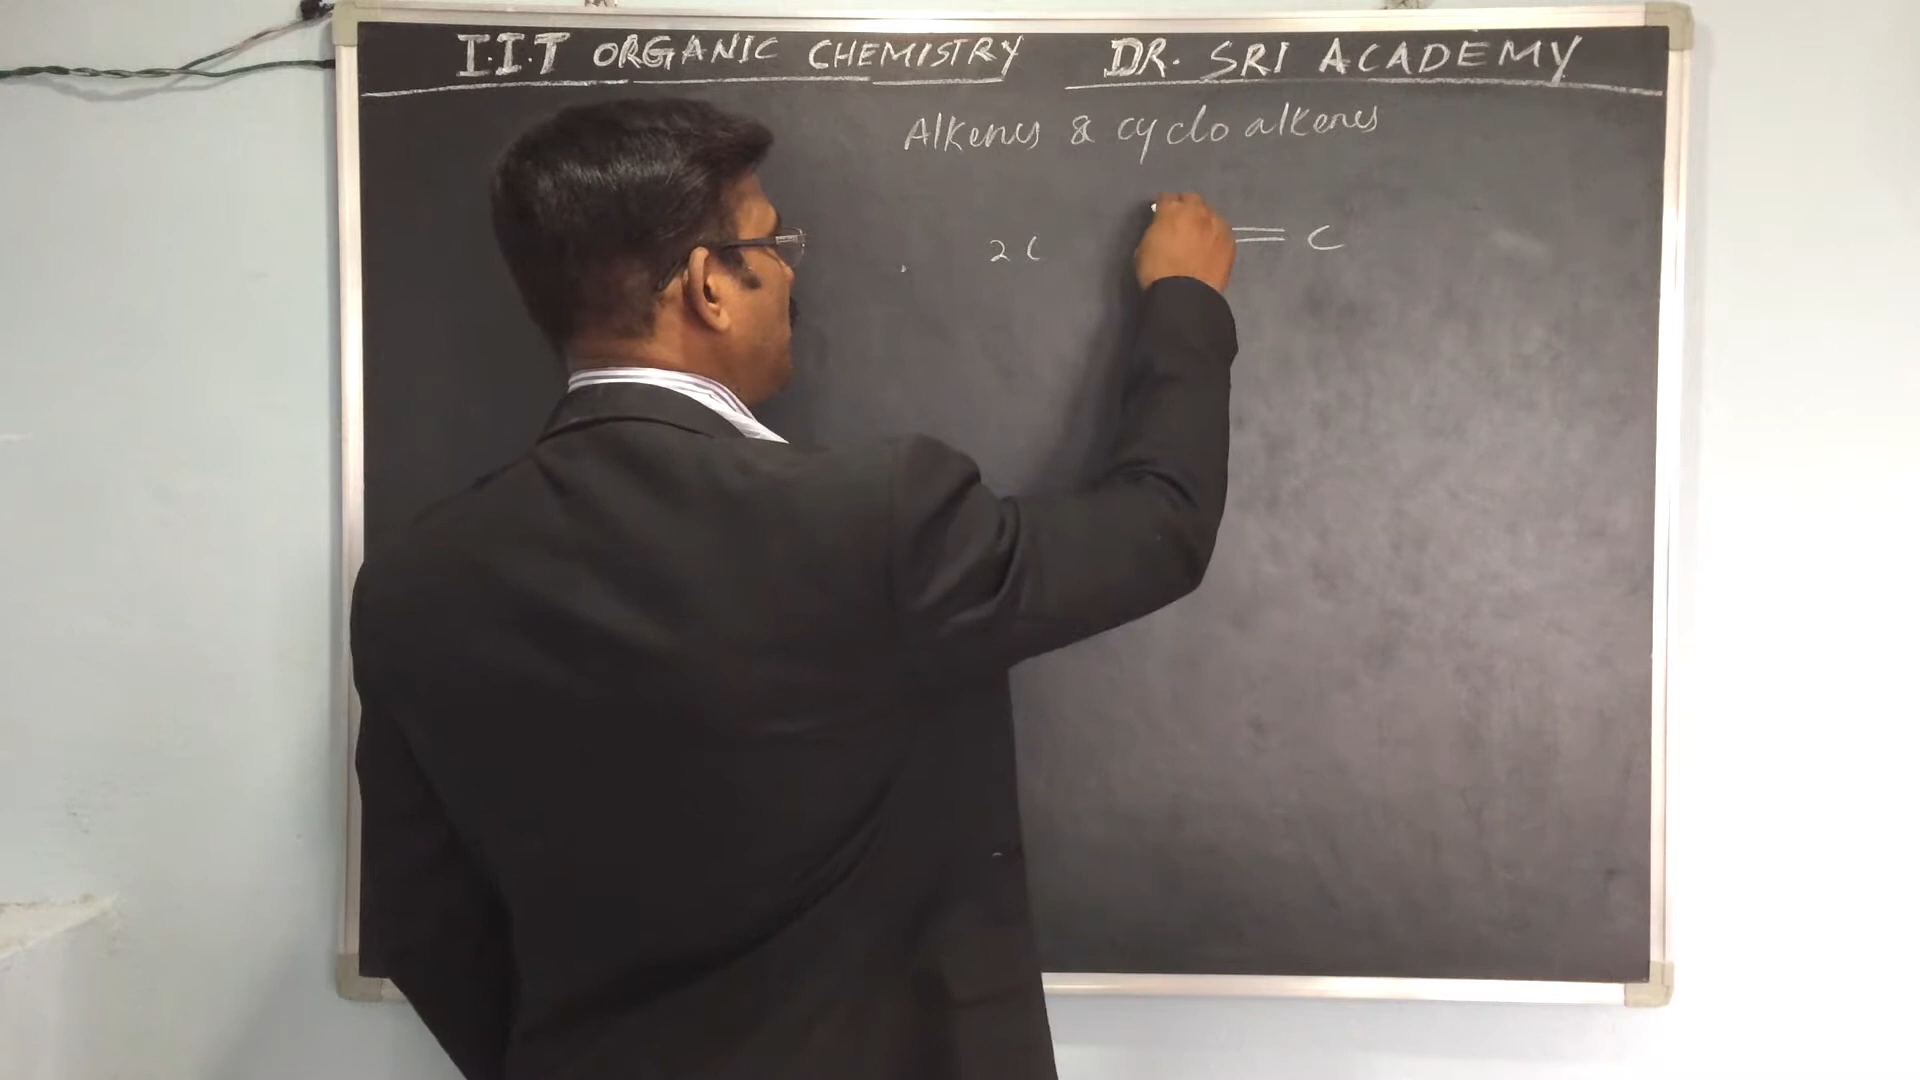 I.I.T ORGANIC CHEMISTRY DR. SRI ACADEMY
Alkenes & cyclo alkenes
2C = C